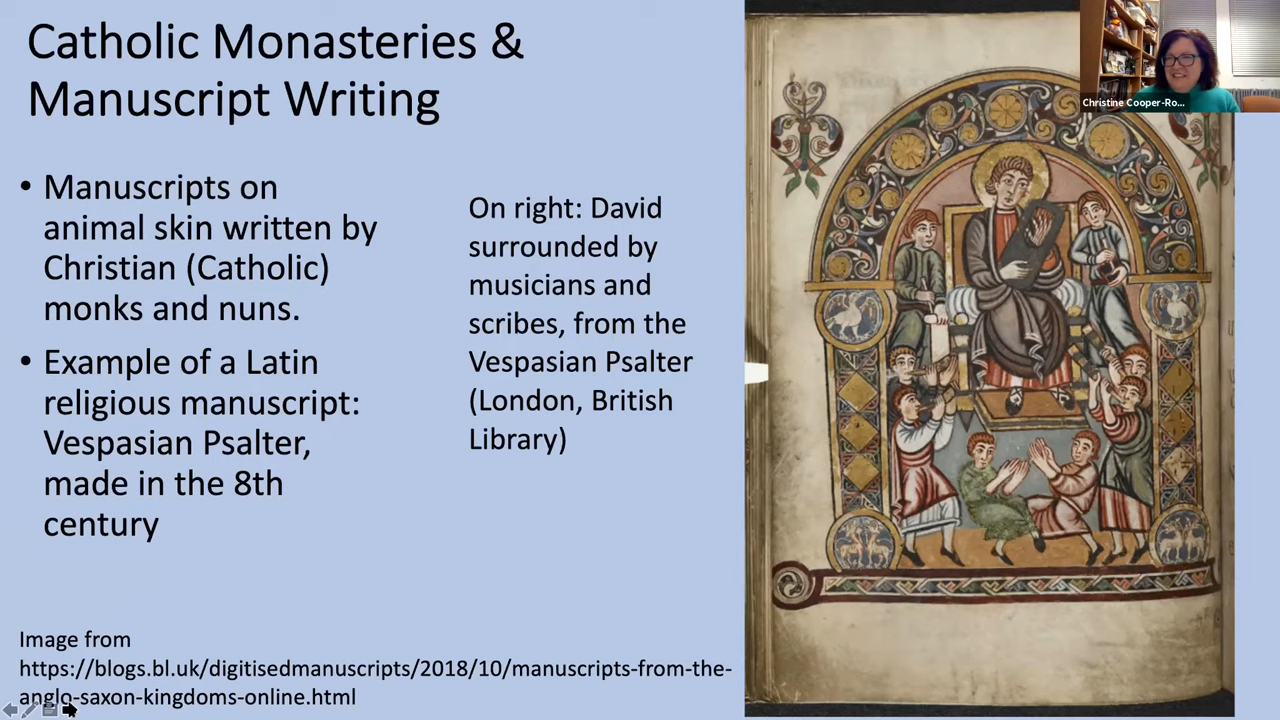 Catholic Monasteries &
Manuscript Writing
• Manuscripts on
animal skin written by
Christian (Catholic)
monks and nuns.
• Example of a Latin
religious manuscript:
Vespasian Psalter,
made in the 8th
century
On right: David
surrounded by
musicians and
scribes, from the
Vespasian Psalter
(London, British
Library)
Image from
https://blogs.bl.uk/digitisedmanuscripts/2018/10/manuscripts-from-the-
anglo-saxon-kingdoms-online.html
Christine Cooper-Ro...